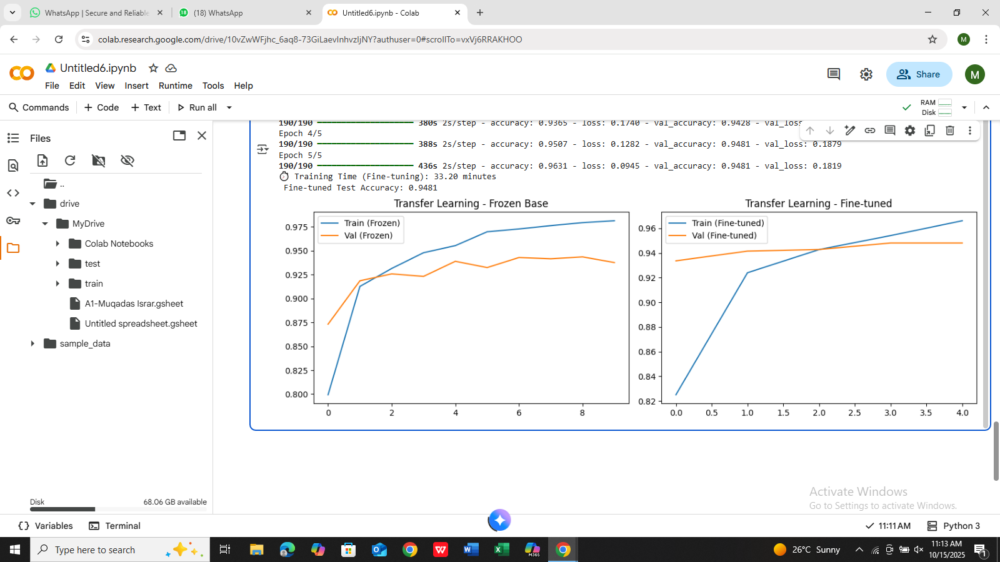 WhatsApp | Secure and Reliable
18
(18) WhatsApp
Untitled6.ipynb - Colab
colab.research.google.com/drive/10vZwWFjhc_6aq8-73GiLaevInhvzIjNY?authuser=0#scrollTo=vxVj6RRAKHOO
M
Untitled6.ipynb
File Edit View Insert Runtime Tools Help
Share
M
Commands
+ Code
+ Text
Run all
RAM
Disk
Files
..
drive
MyDrive
Colab Notebooks
test
train
A1-Muqadas Israr.gsheet
Untitled spreadsheet.gsheet
sample_data
Disk
68.06 GB available
190/190 380s 2s/step - accuracy: 0.9365 - loss: 0.1740 - val_accuracy: 0.9428 - val_loss
Epoch 4/5
190/190 388s 2s/step - accuracy: 0.9507 - loss: 0.1282 - val_accuracy: 0.9481 - val_loss: 0.1879
Epoch 5/5
190/190 436s 2s/step - accuracy: 0.9631 - loss: 0.0945 - val_accuracy: 0.9481 - val_loss: 0.1819
Training Time (Fine-tuning): 33.20 minutes
Fine-tuned Test Accuracy: 0.9481
Transfer Learning - Frozen Base
Train (Frozen)
Val (Frozen)
0.975
0.950
0.925
0.900
0.875
0.850
0.825
0.800
0 2 4 6 8
Transfer Learning - Fine-tuned
Train (Fine-tuned)
Val (Fine-tuned)
0.96
0.94
0.92
0.90
0.88
0.86
0.84
0.82
0.0 0.5 1.0 1.5 2.0 2.5 3.0 3.5 4.0
Activate Windows
Go to Settings to activate Windows.
Variables
Terminal
11:11 AM
Python 3
Type here to search
W
M365
26°C Sunny
11:13 AM
10/15/2025
1